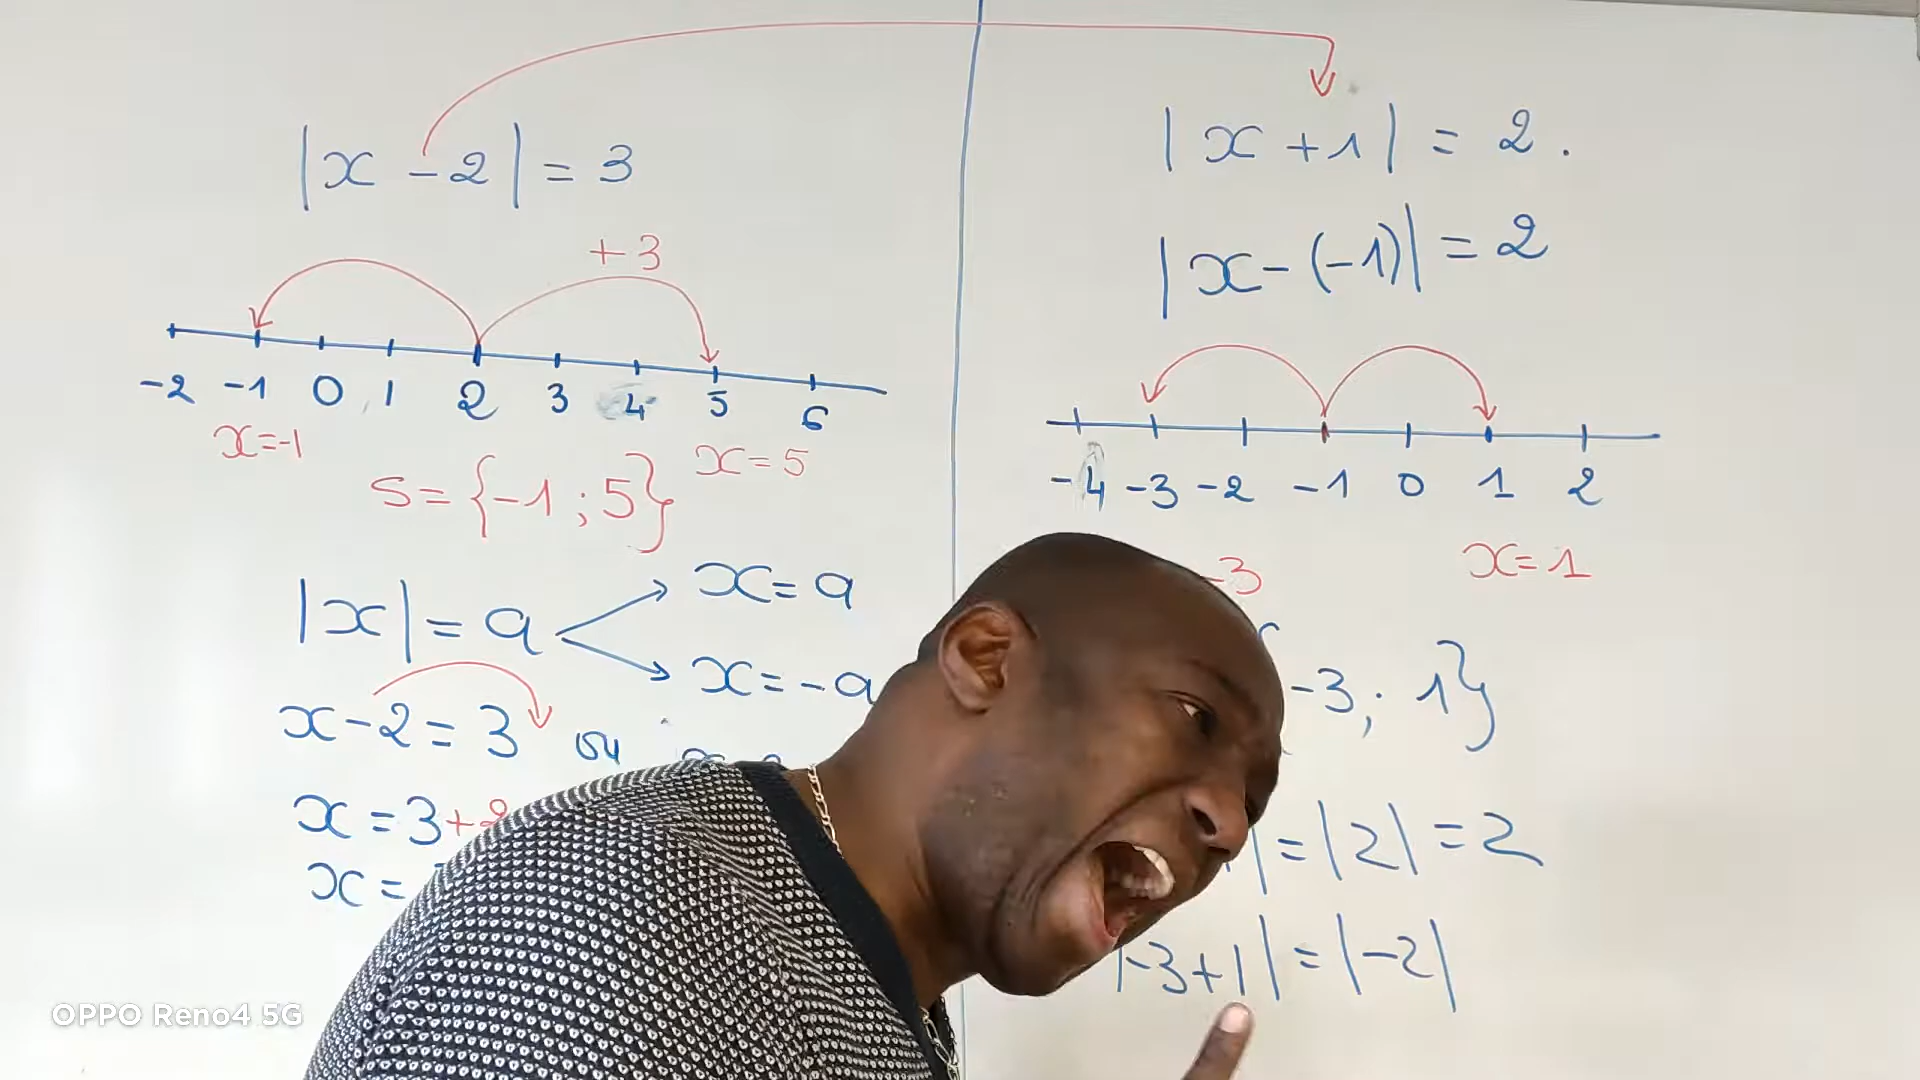 |x - 2| = 3
+3
-2 -1 0 1 2 3 4 5 6
x=-1
x=5
S={-1;5}
|x| = a
x = a
x = -a
x-2 = 3 ou
x = 3+2
x =
|x+1| = 2.
|x-(-1)| = 2
-4 -3 -2 -1 0 1 2
-3
x=1
-3; 1}
| = |2| = 2
|-3+1| = |-2|
OPPO Reno4 5G